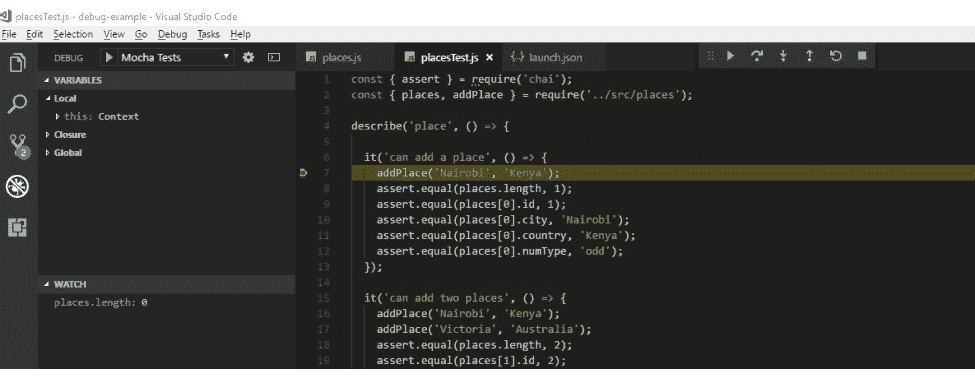 placesTest.js - debug-example - Visual Studio Code
File Edit Selection View Go Debug Tasks Help
DEBUG Mocha Tests
places.js placesTest.js launch.json
VARIABLES
Local
this: Context
Closure
Global
2
WATCH
places.length: 0
1 const { assert } = require('chai');
2 const { places, addPlace } = require('../src/places');
3
4 describe('place', () => {
5
6 it('can add a place', () => {
7 addPlace('Nairobi', 'Kenya');
8 assert.equal(places.length, 1);
9 assert.equal(places[0].id, 1);
10 assert.equal(places[0].city, 'Nairobi');
11 assert.equal(places[0].country, 'Kenya');
12 assert.equal(places[0].numType, 'odd');
13 });
14
15 it('can add two places', () => {
16 addPlace('Nairobi', 'Kenya');
17 addPlace('Victoria', 'Australia');
18 assert.equal(places.length, 2);
19 assert.equal(places[1].id, 2);